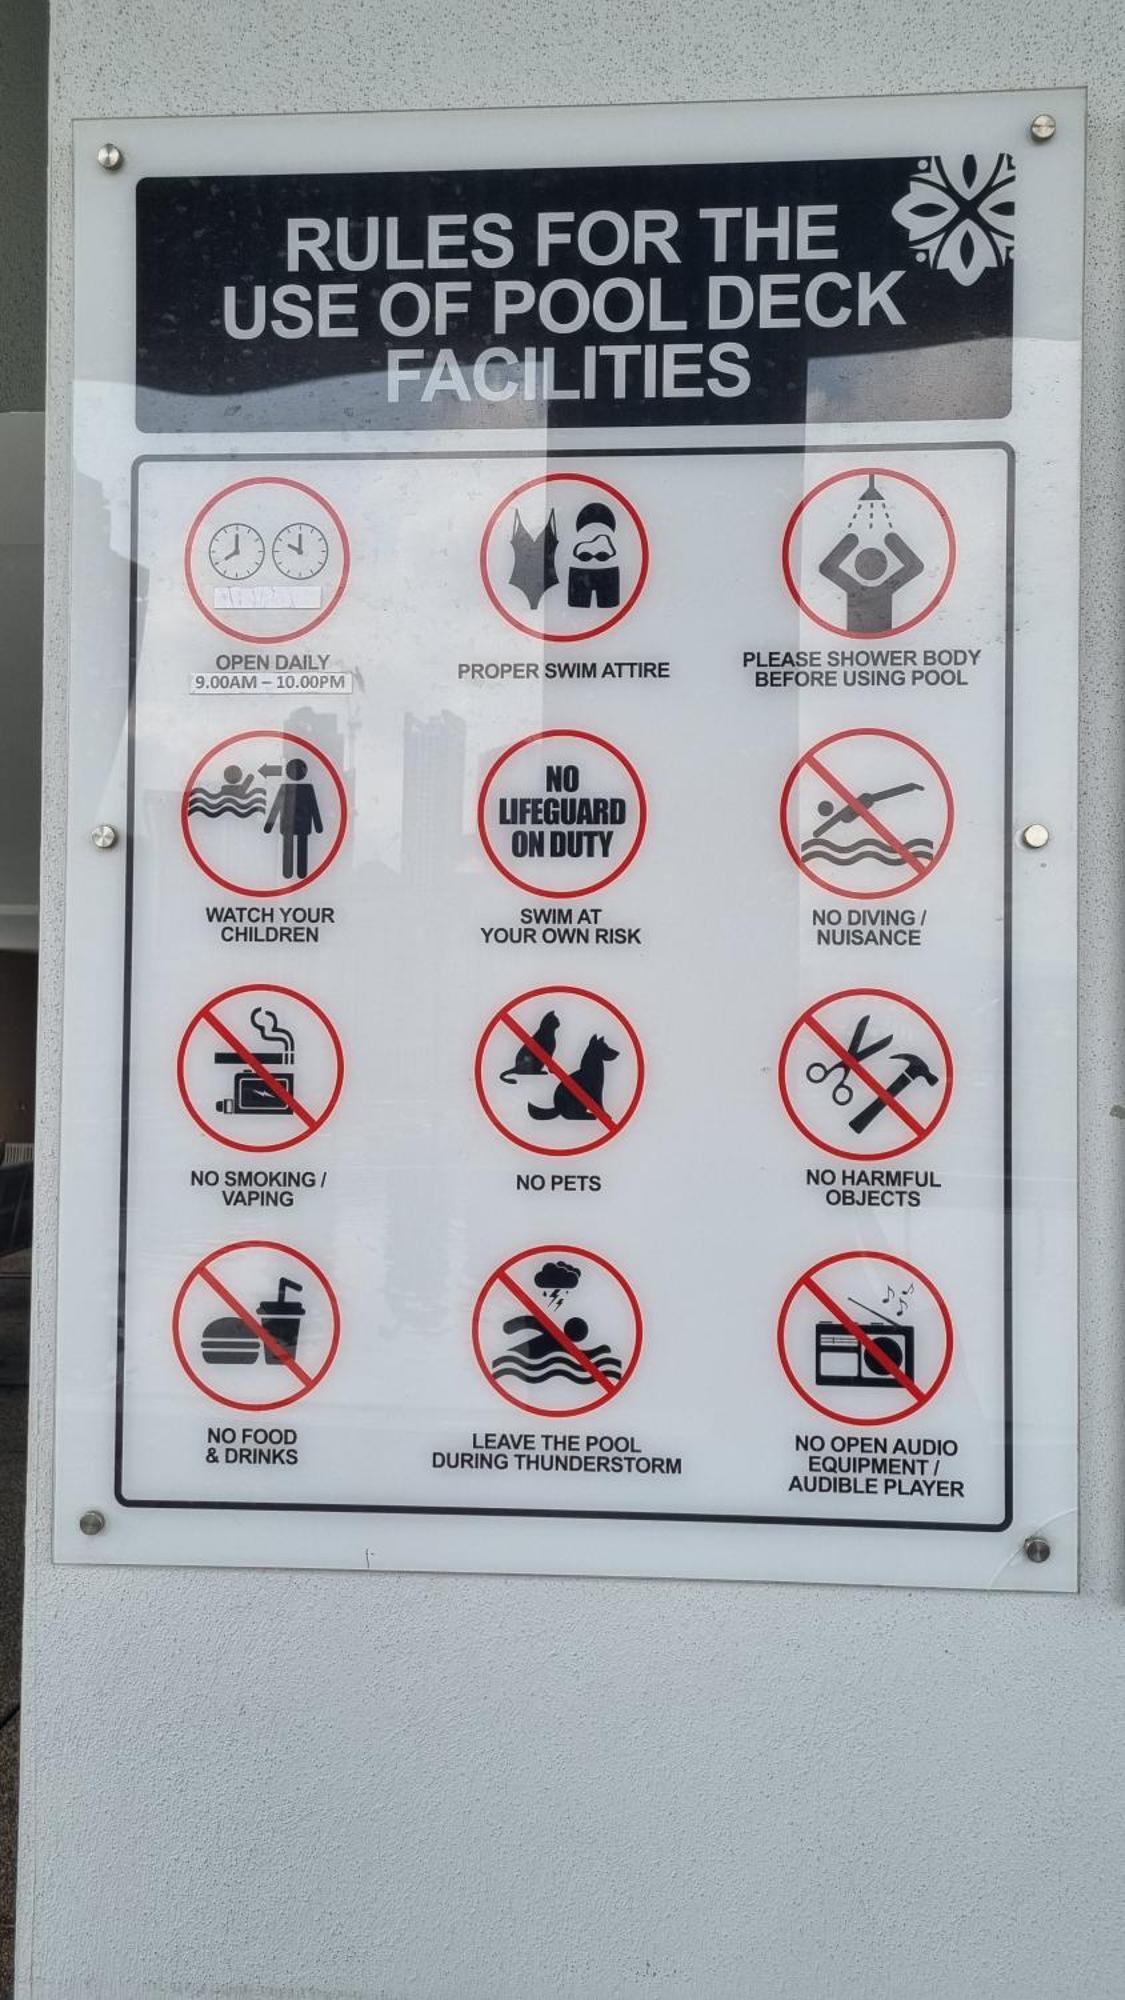 RULES FOR THE
USE OF POOL DECK
FACILITIES
OPEN DAILY
9.00AM – 10.00PM
PROPER SWIM ATTIRE
PLEASE SHOWER BODY
BEFORE USING POOL
WATCH YOUR
CHILDREN
NO
LIFEGUARD
ON DUTY
SWIM AT
YOUR OWN RISK
NO DIVING /
NUISANCE
NO SMOKING /
VAPING
NO PETS
NO HARMFUL
OBJECTS
NO FOOD
& DRINKS
LEAVE THE POOL
DURING THUNDERSTORM
NO OPEN AUDIO
EQUIPMENT /
AUDIBLE PLAYER